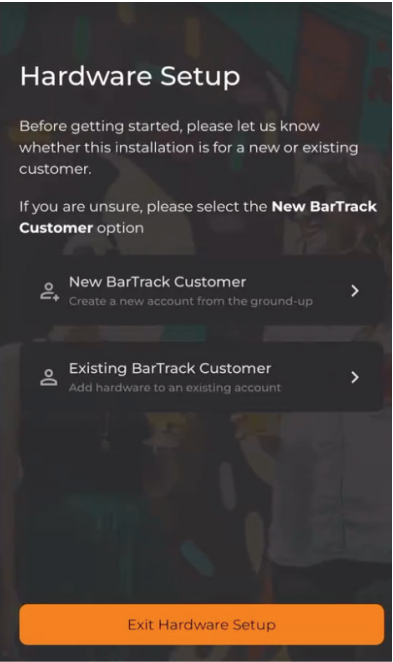 Hardware Setup
Before getting started, please let us know
whether this installation is for a new or existing
customer.
If you are unsure, please select the New BarTrack
Customer option
New BarTrack Customer
Create a new account from the ground-up
Existing BarTrack Customer
Add hardware to an existing account
Exit Hardware Setup